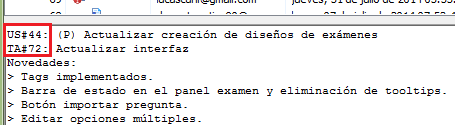 US#44: (P) Actualizar creación de diseños de exámenes
TA#72: Actualizar interfaz
Novedades:
> Tags implementados.
> Barra de estado en el panel examen y eliminación de tooltips.
> Botón importar pregunta.
> Editar opciones múltiples.